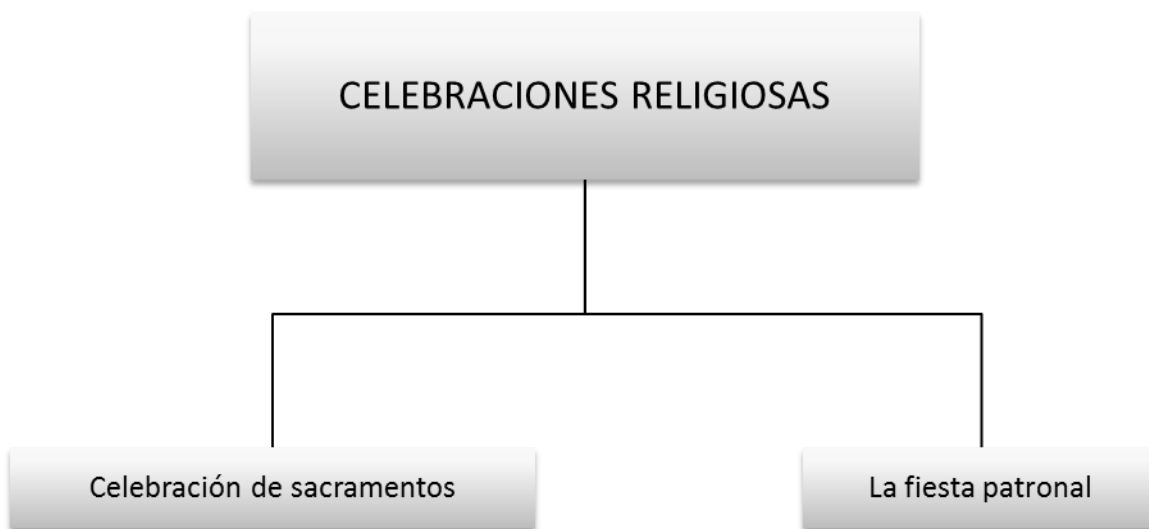 CELEBRACIONES RELIGIOSAS
Celebración de sacramentos
La fiesta patronal